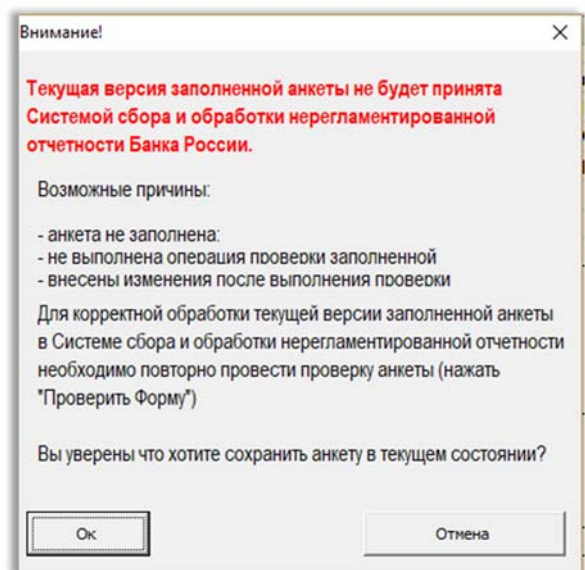 Внимание!
Текущая версия заполненной анкеты не будет принята
Системой сбора и обработки нерегламентированной
отчетности Банка России.
Возможные причины:
- анкета не заполнена:
- не выполнена операция проверки заполненной
- внесены изменения после выполнения проверки
Для корректной обработки текущей версии заполненной анкеты
в Системе сбора и обработки нерегламентированной отчетности
необходимо повторно провести проверку анкеты (нажать
"Проверить Форму")
Вы уверены что хотите сохранить анкету в текущем состоянии?
Ок
Отмена